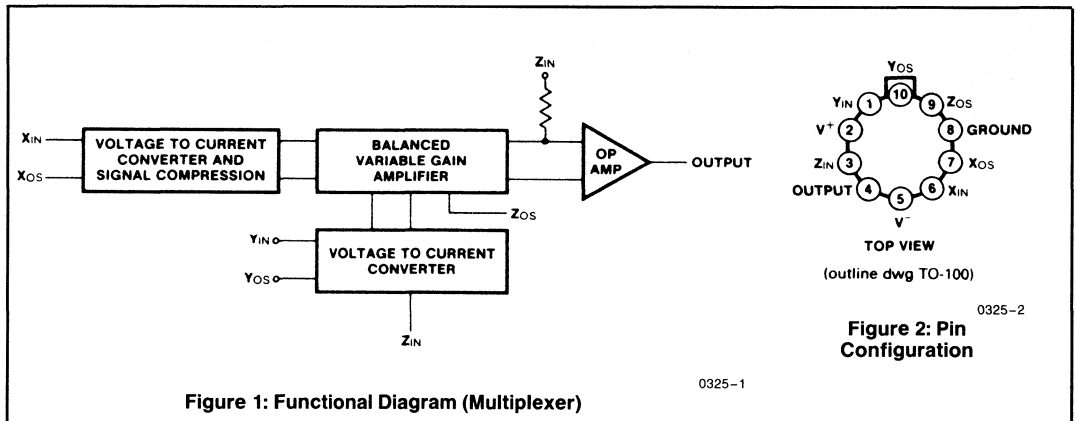 ZIN
XIN
XOS
VOLTAGE TO CURRENT
CONVERTER AND
SIGNAL COMPRESSION
BALANCED
VARIABLE GAIN
AMPLIFIER
OP
AMP
OUTPUT
ZOS
YIN
YOS
VOLTAGE TO CURRENT
CONVERTER
ZIN
0325-1
Figure 1: Functional Diagram (Multiplexer)
YOS
10
YIN 1
9 ZOS
V+ 2
8 GROUND
ZIN 3
7 XOS
OUTPUT 4
6 XIN
5
V-
TOP VIEW
(outline dwg TO-100)
0325-2
Figure 2: Pin
Configuration